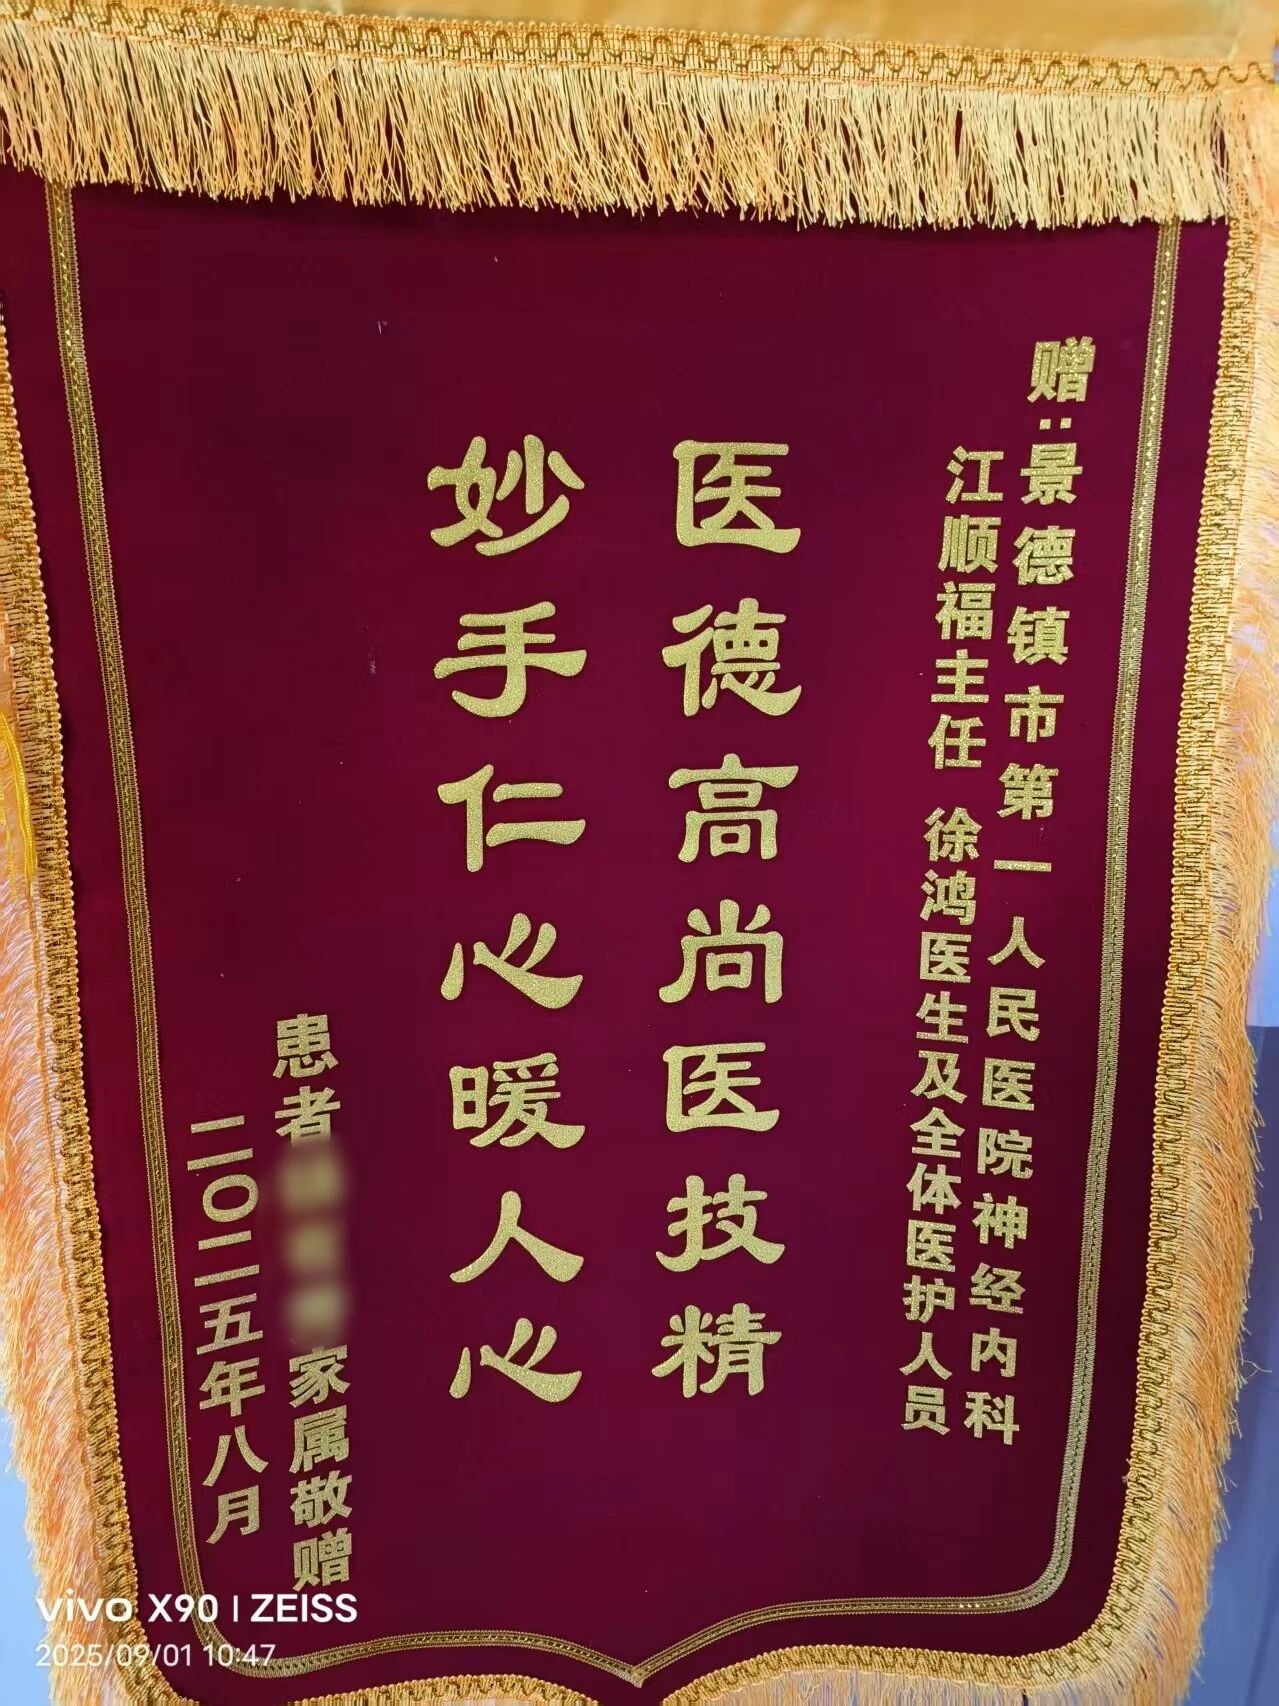 赠:景德镇市第一人民医院神经内科
江顺福主任 徐鸿医生及全体医护人员
医德高尚医技精
妙手仁心暖人心
患者
家属敬赠
二〇二五年八月
vivo X90 | ZEISS
2025/09/01 10:47